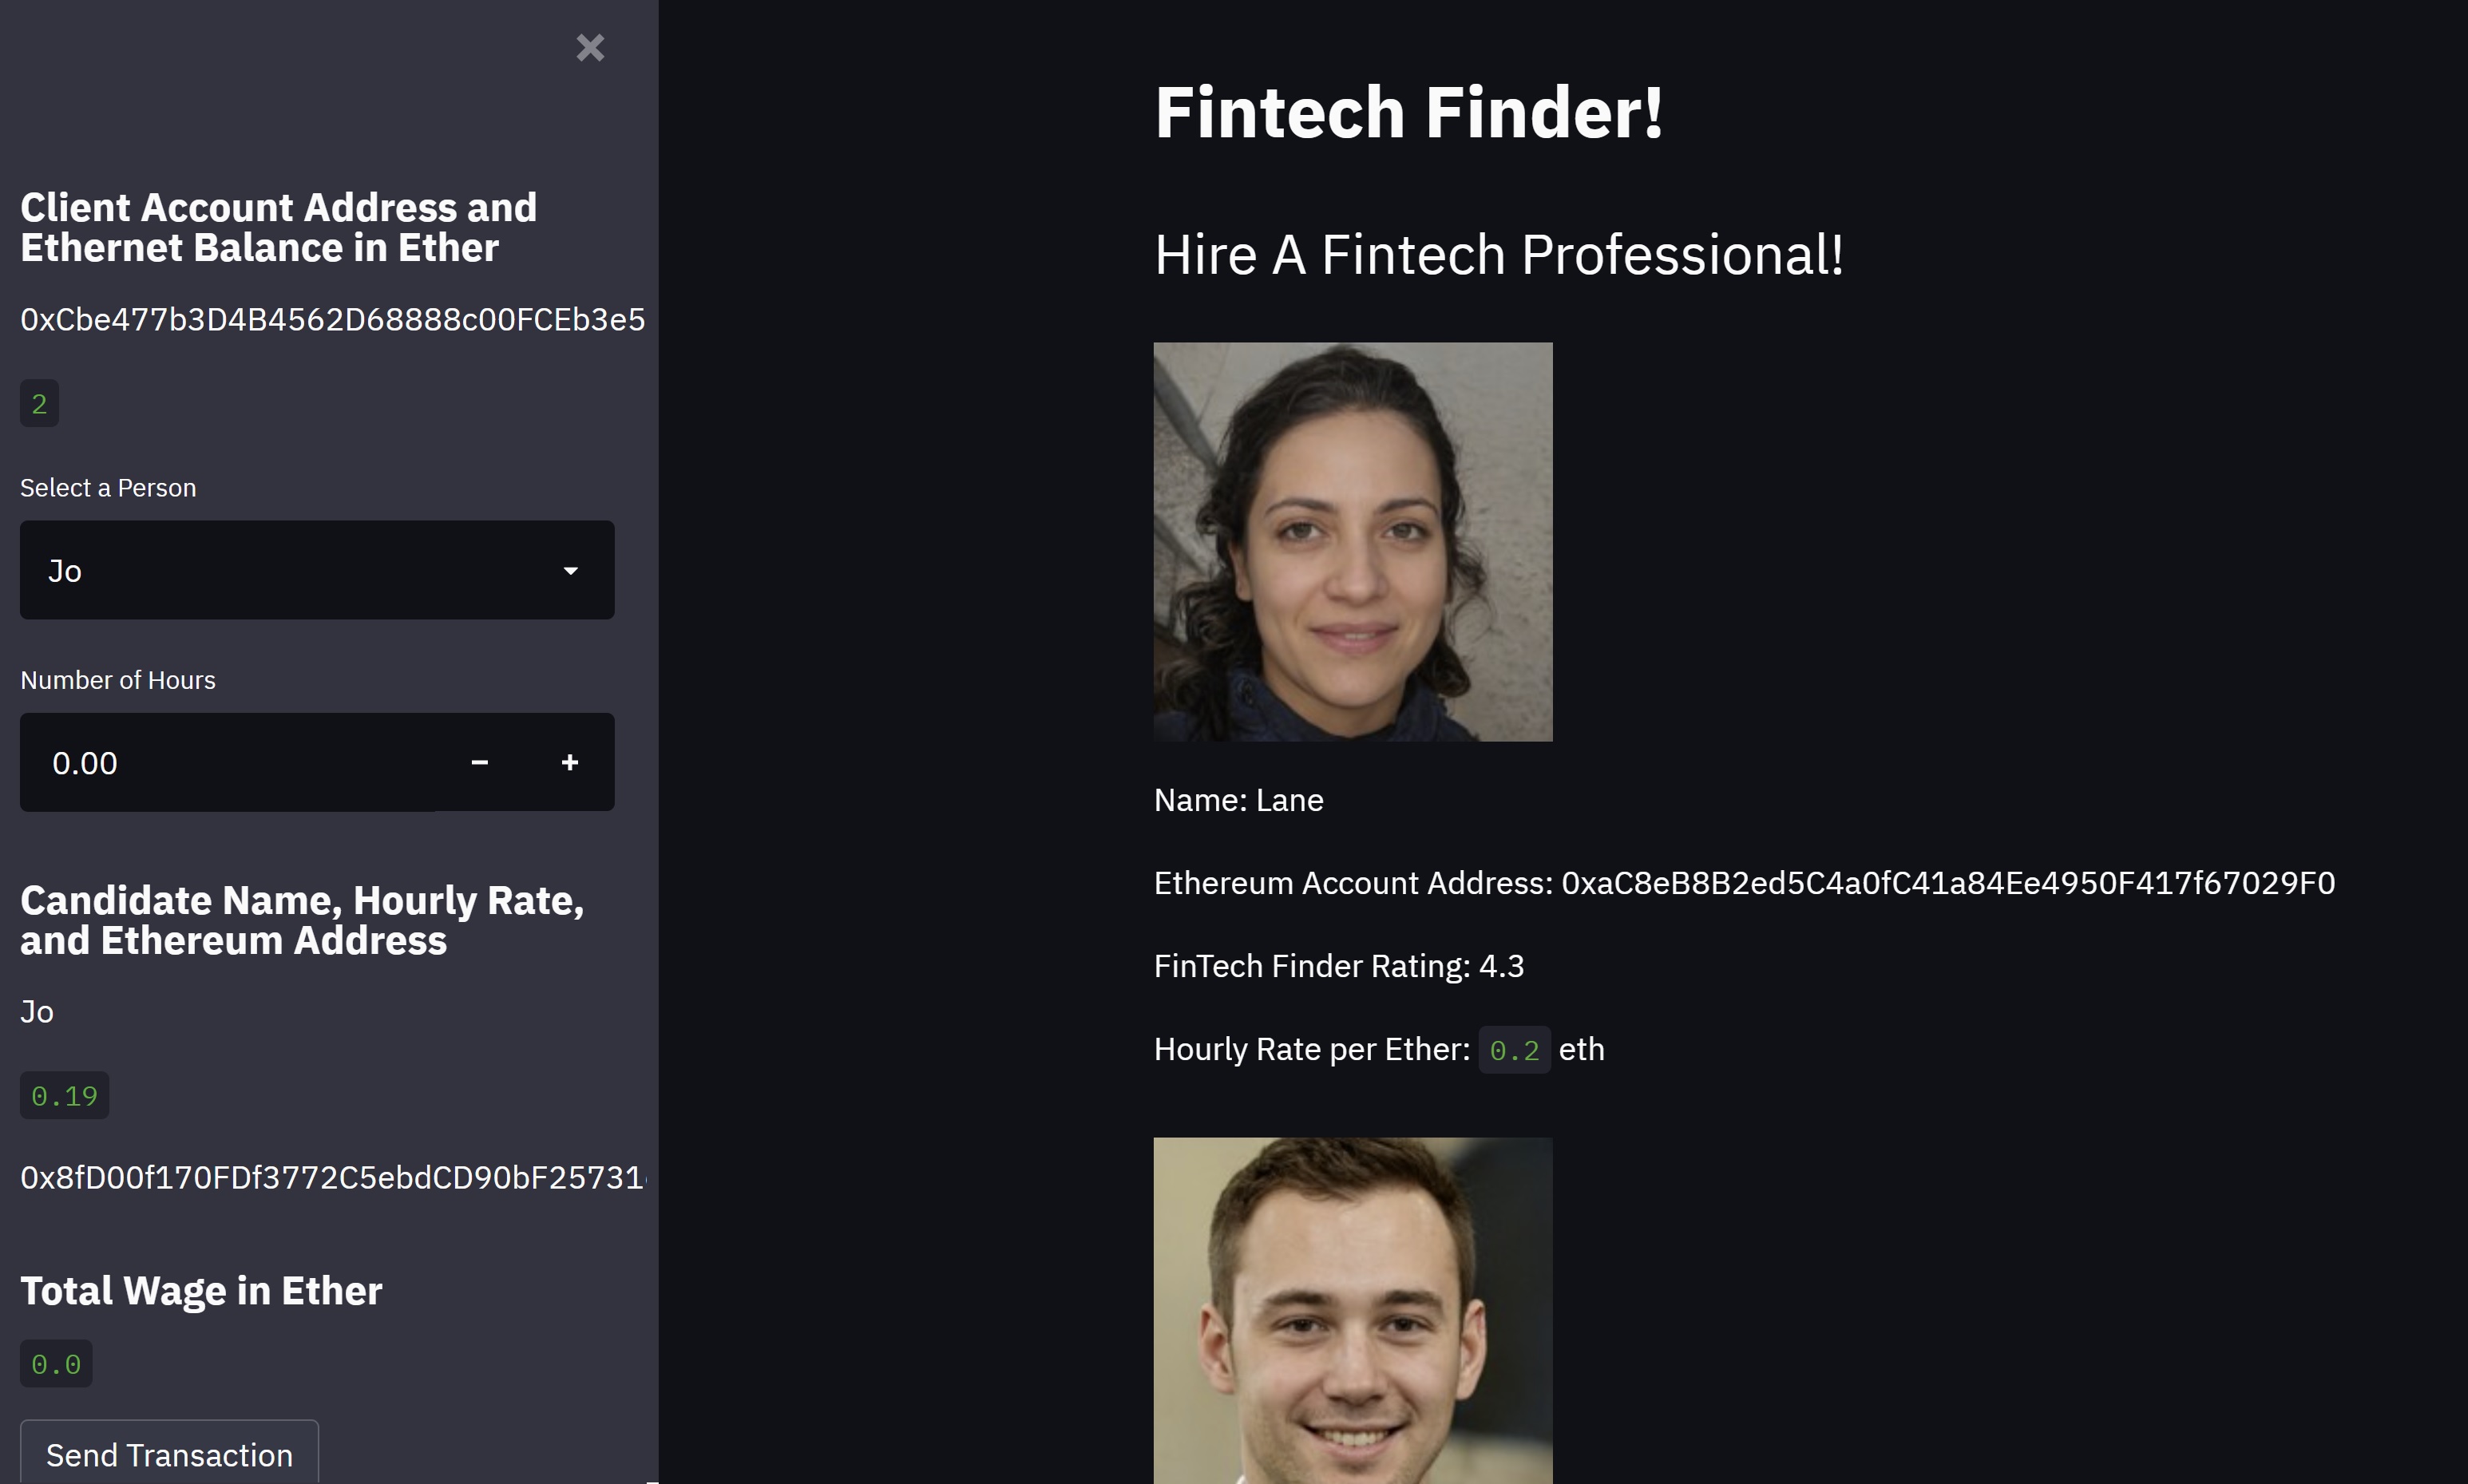 Client Account Address and
Ethernet Balance in Ether
0xCbe477b3D4B4562D68888c00FCEb3e5
2
Select a Person
Jo
Number of Hours
0.00
Candidate Name, Hourly Rate,
and Ethereum Address
Jo
0.19
0x8fD00f170FDf3772C5ebdCD90bF25731
Total Wage in Ether
0.0
Send Transaction
Fintech Finder!
Hire A Fintech Professional!
Name: Lane
Ethereum Account Address: 0xaC8eB8B2ed5C4a0fC41a84Ee4950F417f67029F0
FinTech Finder Rating: 4.3
Hourly Rate per Ether: 0.2 eth